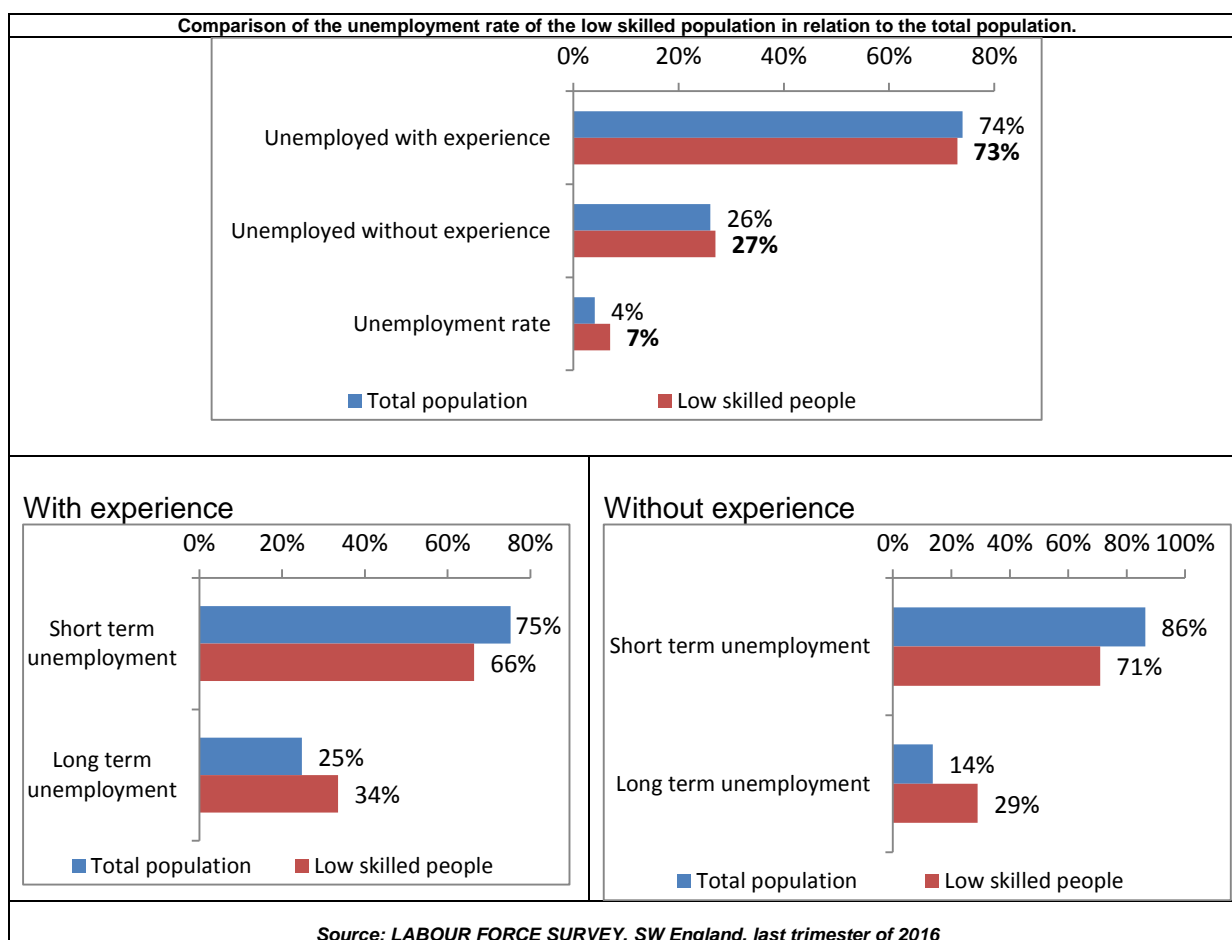 Comparison of the unemployment rate of the low skilled population in relation to the total population.
0% 20% 40% 60% 80%
Unemployed with experience
74%
73%
Unemployed without experience
26%
27%
Unemployment rate
4%
7%
Total population Low skilled people
With experience
0% 20% 40% 60% 80%
Short term
unemployment
75%
66%
Long term
unemployment
25%
34%
Total population Low skilled people
Without experience
0% 20% 40% 60% 80% 100%
Short term unemployment
86%
71%
Long term unemployment
14%
29%
Total population Low skilled people
Source: LABOUR FORCE SURVEY. SW England, last trimester of 2016